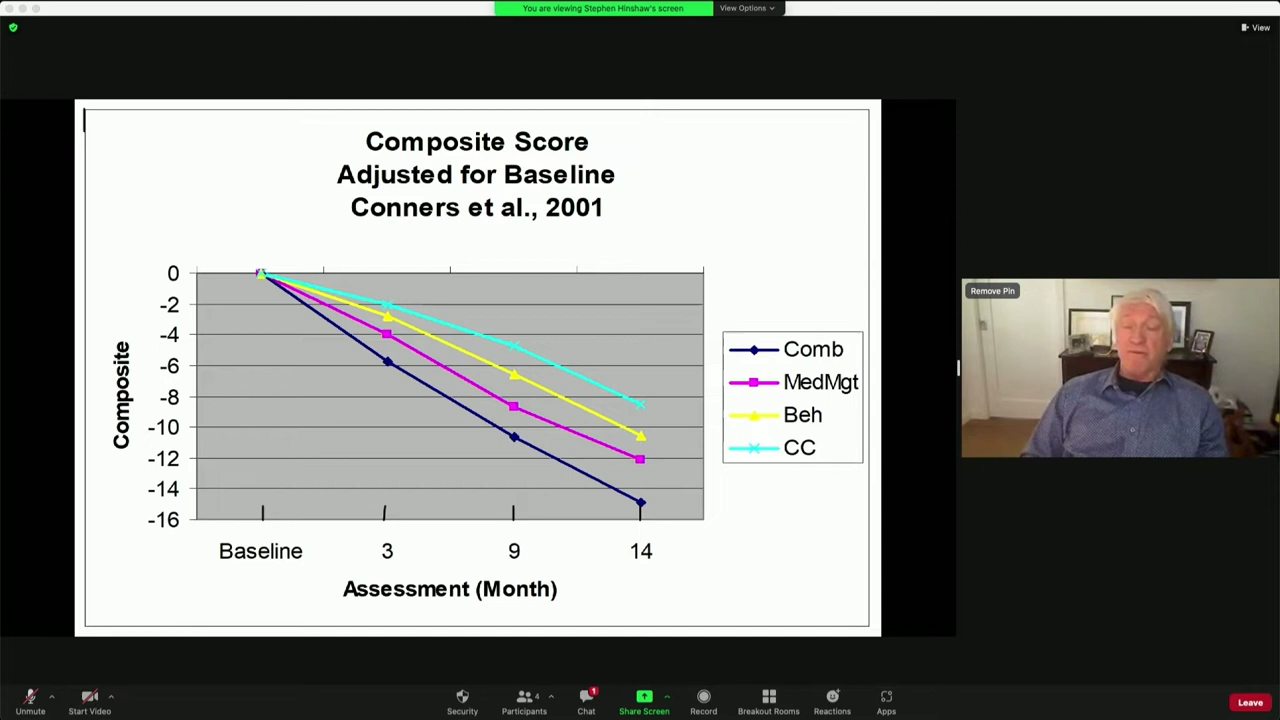 You are viewing Stephen Hinshaw's screen
View Options
View
Composite Score
Adjusted for Baseline
Conners et al., 2001
0
-2
-4
-6
-8
-10
-12
-14
-16
Composite
Baseline 3 9 14
Assessment (Month)
Comb
MedMgt
Beh
CC
Remove Pin
Unmute
Start Video
Security
Participants
4
Chat
1
Share Screen
Record
Breakout Rooms
Reactions
Apps
Leave